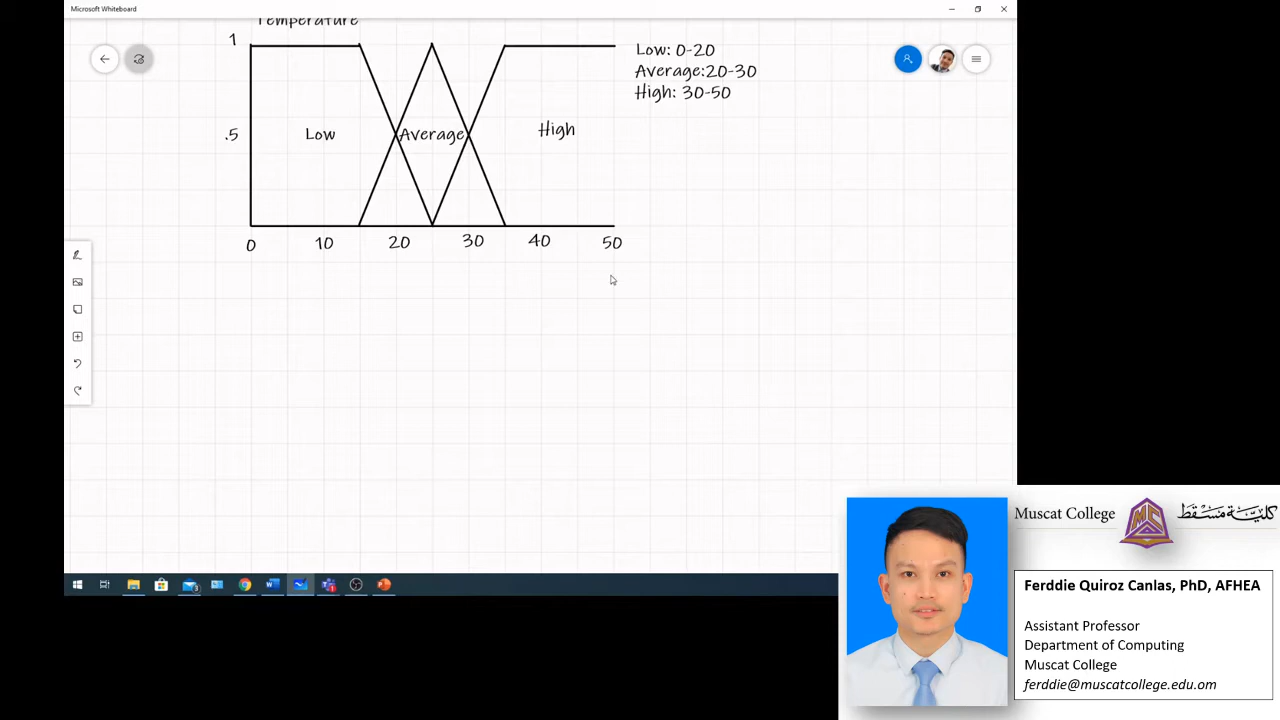 Microsoft Whiteboard
Temperature
1
Low: 0-20
Average:20-30
High: 30-50
.5
Low
Average
High
0
10
20
30
40
50
Muscat College
كلية مسقط
Ferddie Quiroz Canlas, PhD, AFHEA
Assistant Professor
Department of Computing
Muscat College
ferddie@muscatcollege.edu.om